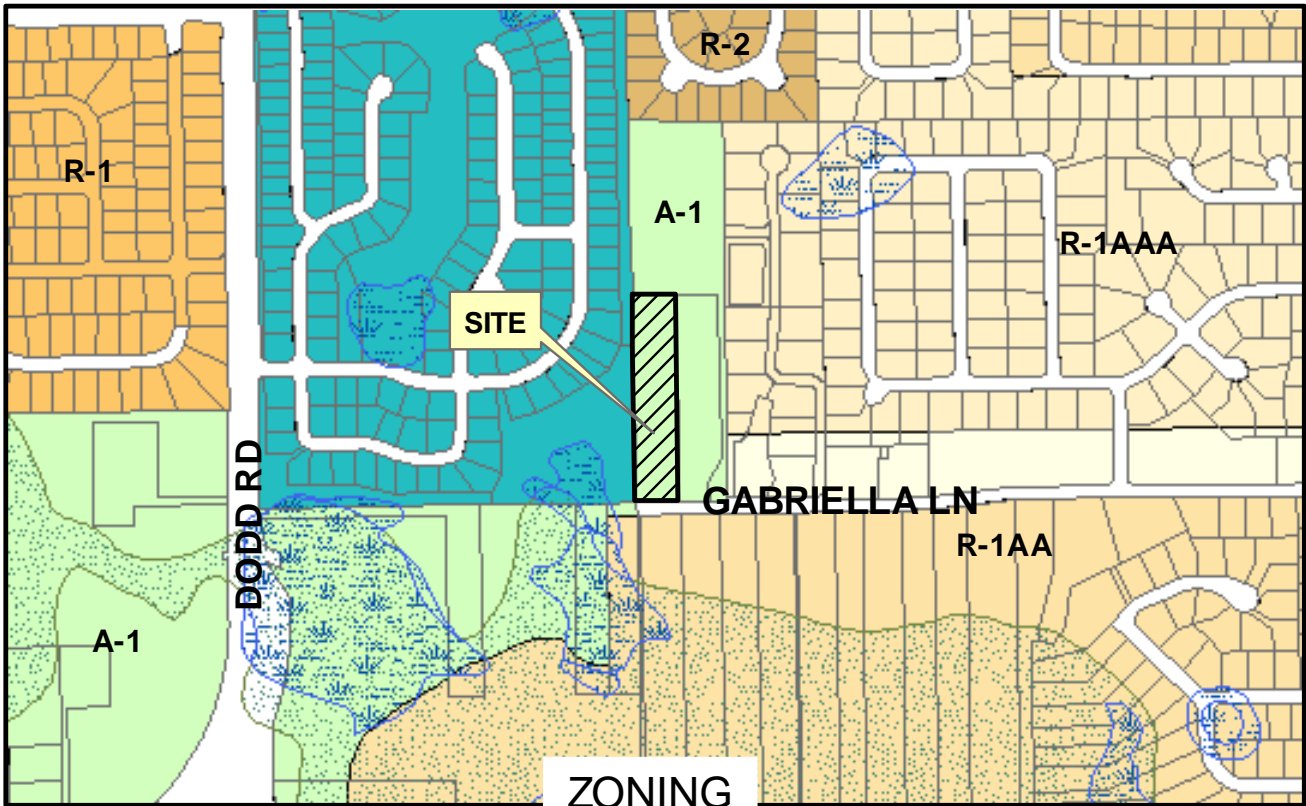 R-2
R-1
A-1
R-1AAA
SITE
DODD RD
GABRIELLA LN
R-1AA
A-1
ZONING